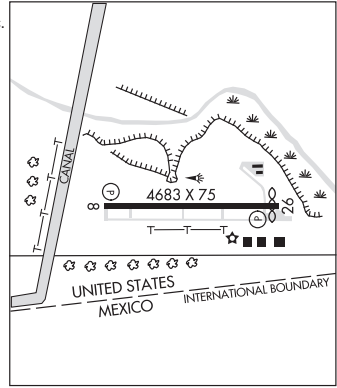 CANAL
P
4683 X 75
8
26
P
T T T
T T T T
UNITED STATES
MEXICO
INTERNATIONAL BOUNDARY